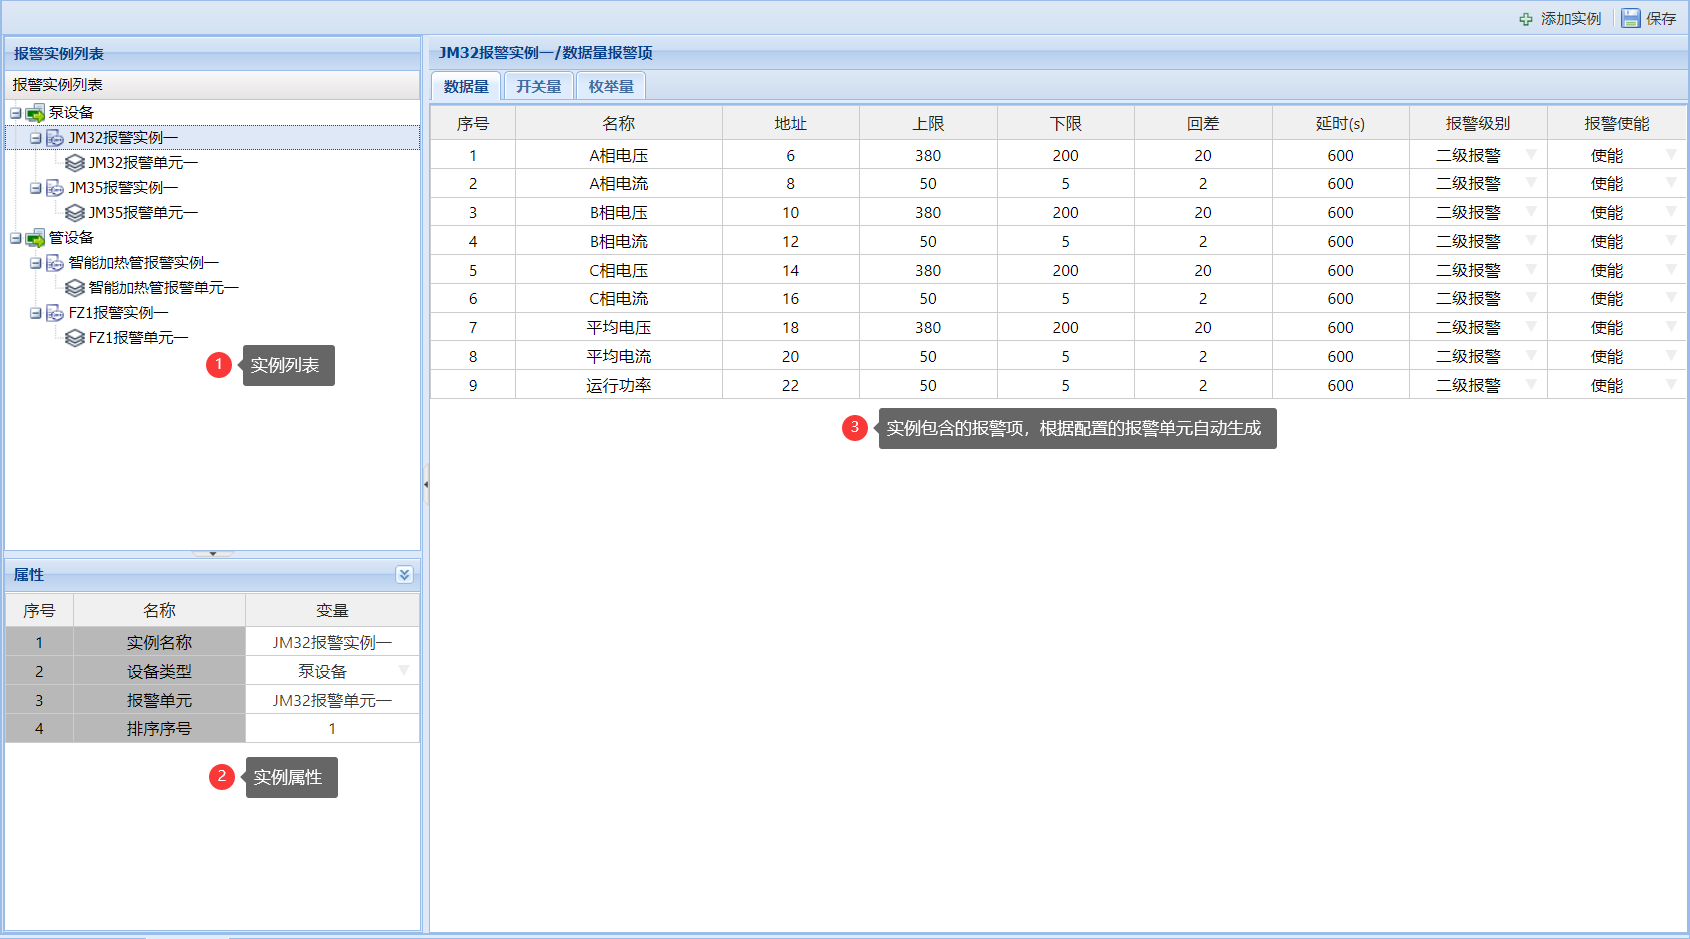 添加实例 保存
报警实例列表
报警实例列表
泵设备
JM32报警实例一
JM32报警单元一
JM35报警实例一
JM35报警单元一
管设备
智能加热管报警实例一
智能加热管报警单元一
FZ1报警实例一
FZ1报警单元一
1 实例列表
属性
序号 名称 变量
1 实例名称 JM32报警实例一
2 设备类型 泵设备
3 报警单元 JM32报警单元一
4 排序序号 1
2 实例属性
JM32报警实例一/数据量报警项
数据量 开关量 枚举量
序号 名称 地址 上限 下限 回差 延时(s) 报警级别 报警使能
1 A相电压 6 380 200 20 600 二级报警 使能
2 A相电流 8 50 5 2 600 二级报警 使能
3 B相电压 10 380 200 20 600 二级报警 使能
4 B相电流 12 50 5 2 600 二级报警 使能
5 C相电压 14 380 200 20 600 二级报警 使能
6 C相电流 16 50 5 2 600 二级报警 使能
7 平均电压 18 380 200 20 600 二级报警 使能
8 平均电流 20 50 5 2 600 二级报警 使能
9 运行功率 22 50 5 2 600 二级报警 使能
3 实例包含的报警项，根据配置的报警单元自动生成